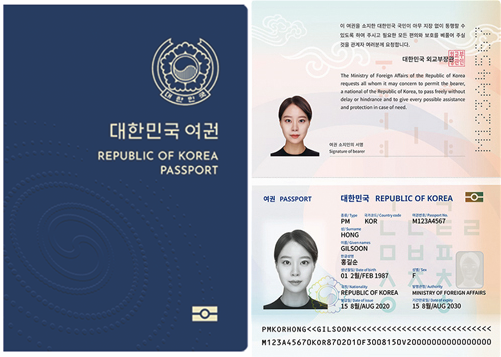 대한민국
대한민국 여권
REPUBLIC OF KOREA
PASSPORT
이 여권을 소지한 대한민국 국민이 아무 지장 없이 통행할 수
있도록 하여 주시고 필요한 모든 편의와 보호를 베풀어 주실
것을 관계자 여러분께 요청합니다.
대한민국 외교부장관
The Ministry of Foreign Affairs of the Republic of Korea
requests all whom it may concern to permit the bearer,
a national of the Republic of Korea, to pass freely without
delay or hindrance and to give every possible assistance
and protection in case of need.
여권 소지인의 서명
Signature of bearer
M123A4567
여권 PASSPORT
대한민국 REPUBLIC OF KOREA
종류/Type 국가코드/Country code 여권번호/Passport No.
PM KOR M123A4567
성/Surname
HONG
이름/Given names
GILSOON
한글성명
홍길순
생년월일/Date of birth 성별/Sex
01 2월/FEB 1987 F
국적/Nationality 발행관청/Authority
REPUBLIC OF KOREA MINISTRY OF FOREIGN AFFAIRS
발급일/Date of issue 기간만료일/Date of expiry
15 8월/AUG 2020 15 8월/AUG 2030
PMKORHONG<<GILSOON<<<<<<<<<<<<<<<<<<<<<<<<<<
M123A45670KOR8702010F3008150V200000000000000